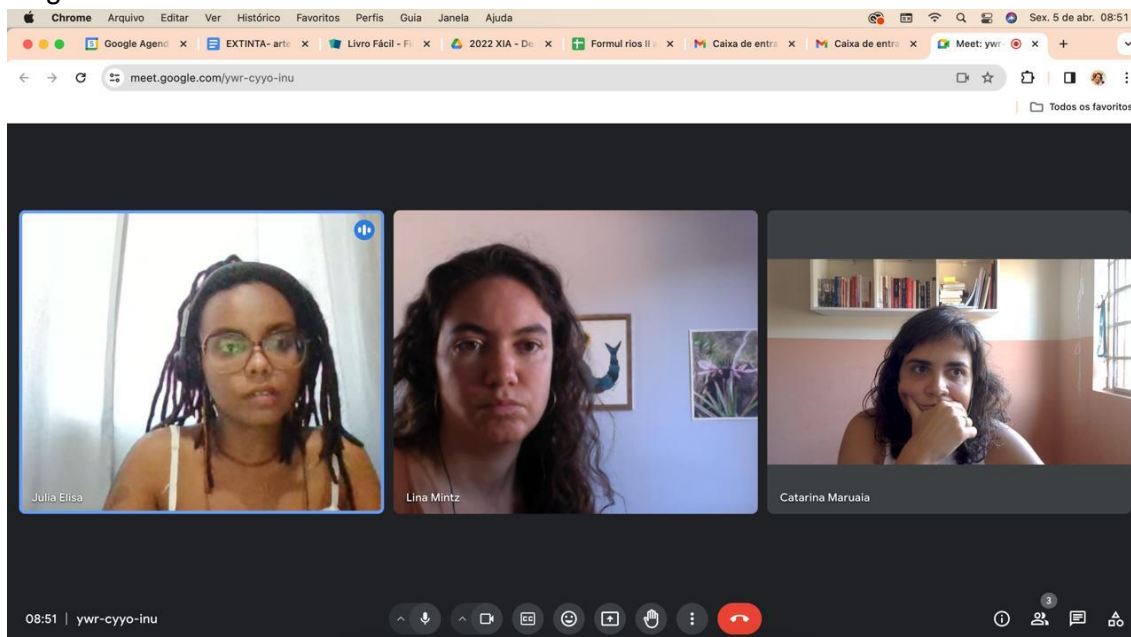 Chrome Arquivo Editar Ver Histórico Favoritos Perfis Guia Janela Ajuda Sex. 5 de abr. 08:51
Google Agend EXTINTA- arte Livro Fácil - Fi 2022 XIA - De Formul rios II a Caixa de entra Caixa de entra Meet: ywr-
meet.google.com/ywr-cyyo-inu
Todos os favoritos
Julia Elisa
Lina Mintz
Catarina Maruaia
08:51 | ywr-cyyo-inu
CC
3